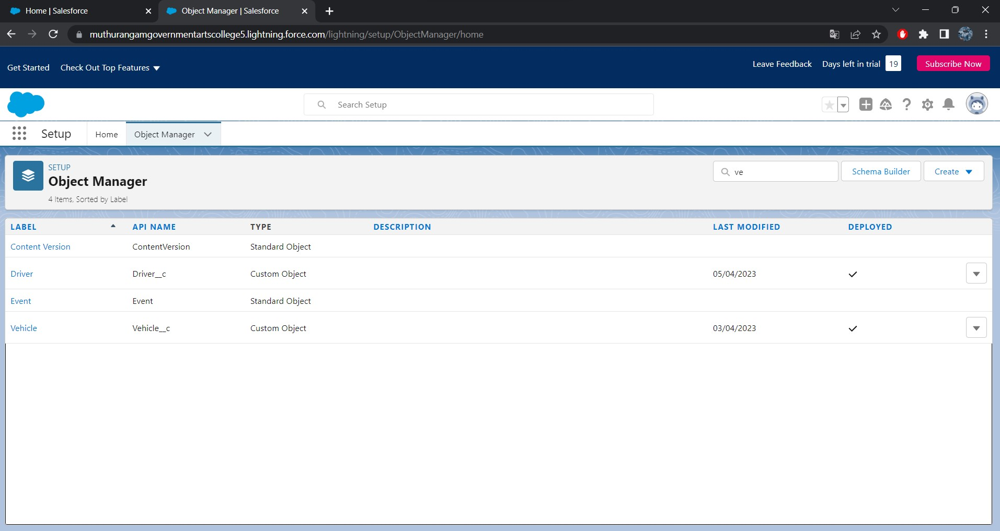 Home | Salesforce
Object Manager | Salesforce
muthurangamgovernmentartscollege5.lightning.force.com/lightning/setup/ObjectManager/home
Get Started Check Out Top Features
Leave Feedback Days left in trial 19 Subscribe Now
Search Setup
Setup Home Object Manager
SETUP
Object Manager
4 Items, Sorted by Label
ve
Schema Builder
Create
LABEL API NAME TYPE DESCRIPTION LAST MODIFIED DEPLOYED
Content Version ContentVersion Standard Object
Driver Driver__c Custom Object 05/04/2023
Event Event Standard Object
Vehicle Vehicle__c Custom Object 03/04/2023